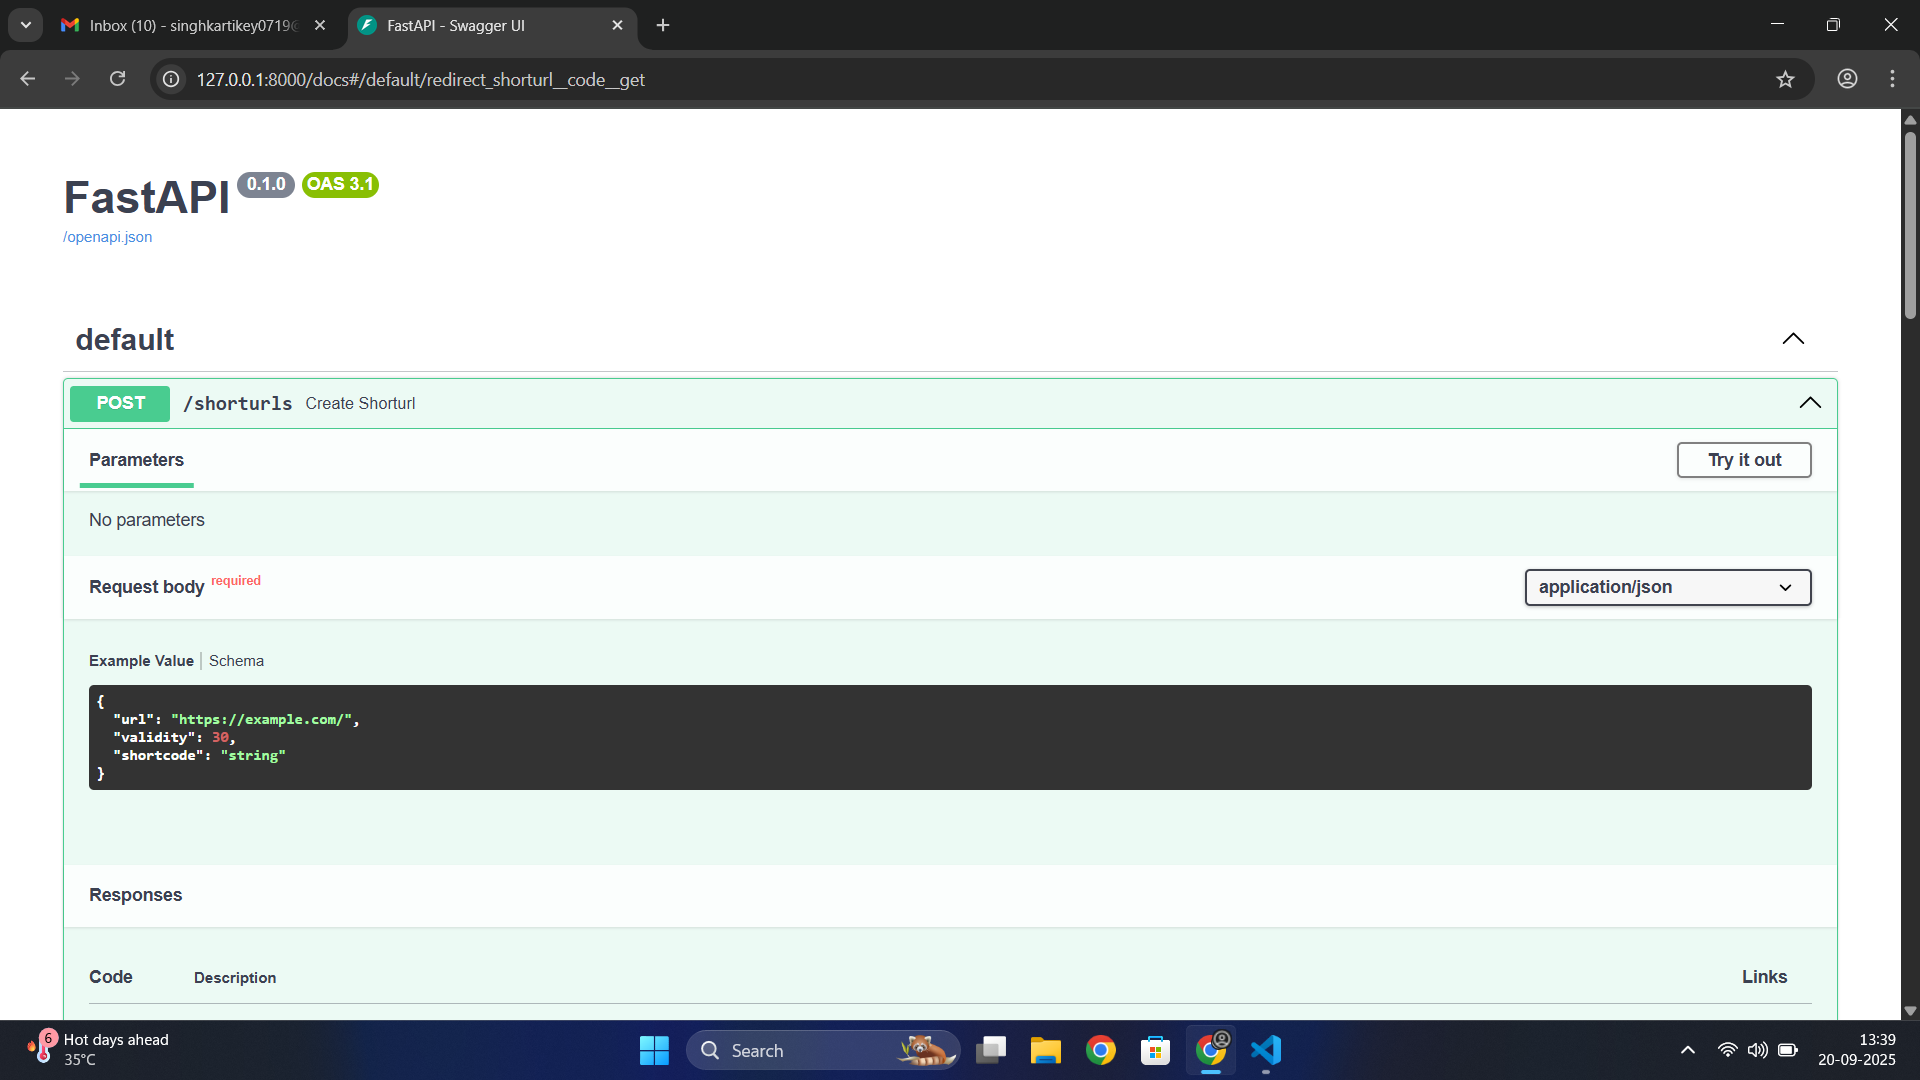 Inbox (10) - singhkartikey0719@
FastAPI - Swagger UI
127.0.0.1:8000/docs#/default/redirect_shorturl__code__get
FastAPI 0.1.0 OAS 3.1
/openapi.json
default
POST /shorturls Create Shorturl
Parameters
Try it out
No parameters
Request body required
application/json
Example Value | Schema
{
"url": "https://example.com/",
"validity": 30,
"shortcode": "string"
}
Responses
Code Description Links
6
Hot days ahead
35°C
Search
13:39
20-09-2025